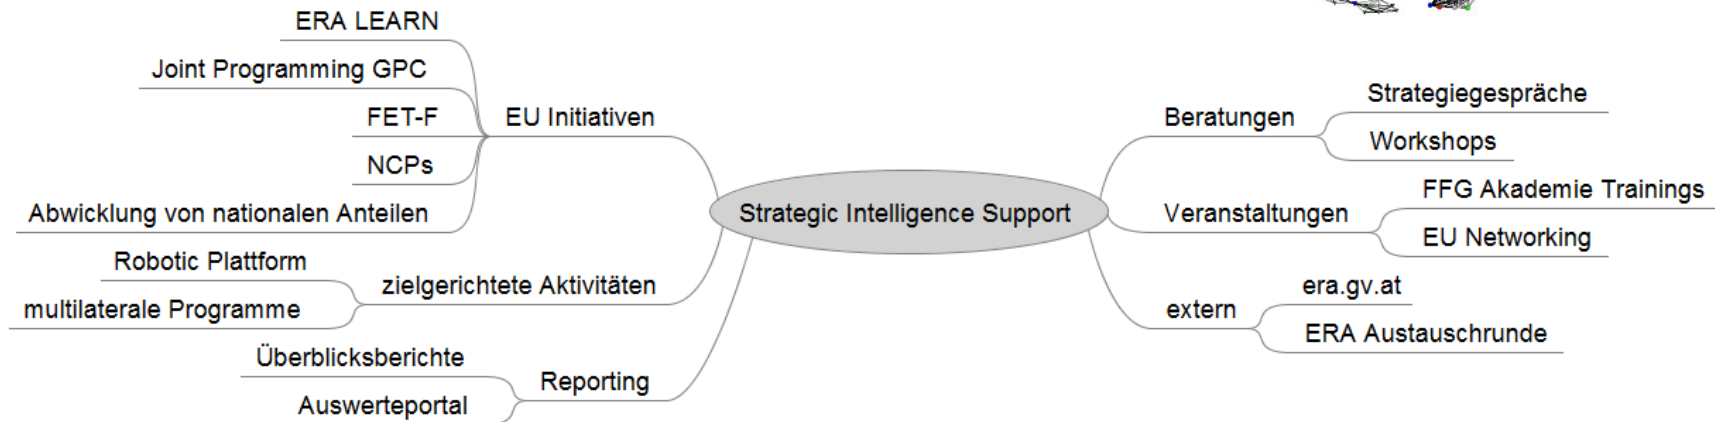 ERA LEARN
Joint Programming GPC
FET-F
NCPs
Abwicklung von nationalen Anteilen
EU Initiativen
Robotic Plattform
multilaterale Programme
zielgerichtete Aktivitäten
Überblicksberichte
Auswerteportal
Reporting
Strategic Intelligence Support
Beratungen
Strategiegespräche
Workshops
Veranstaltungen
FFG Akademie Trainings
EU Networking
extern
era.gv.at
ERA Austauschrunde